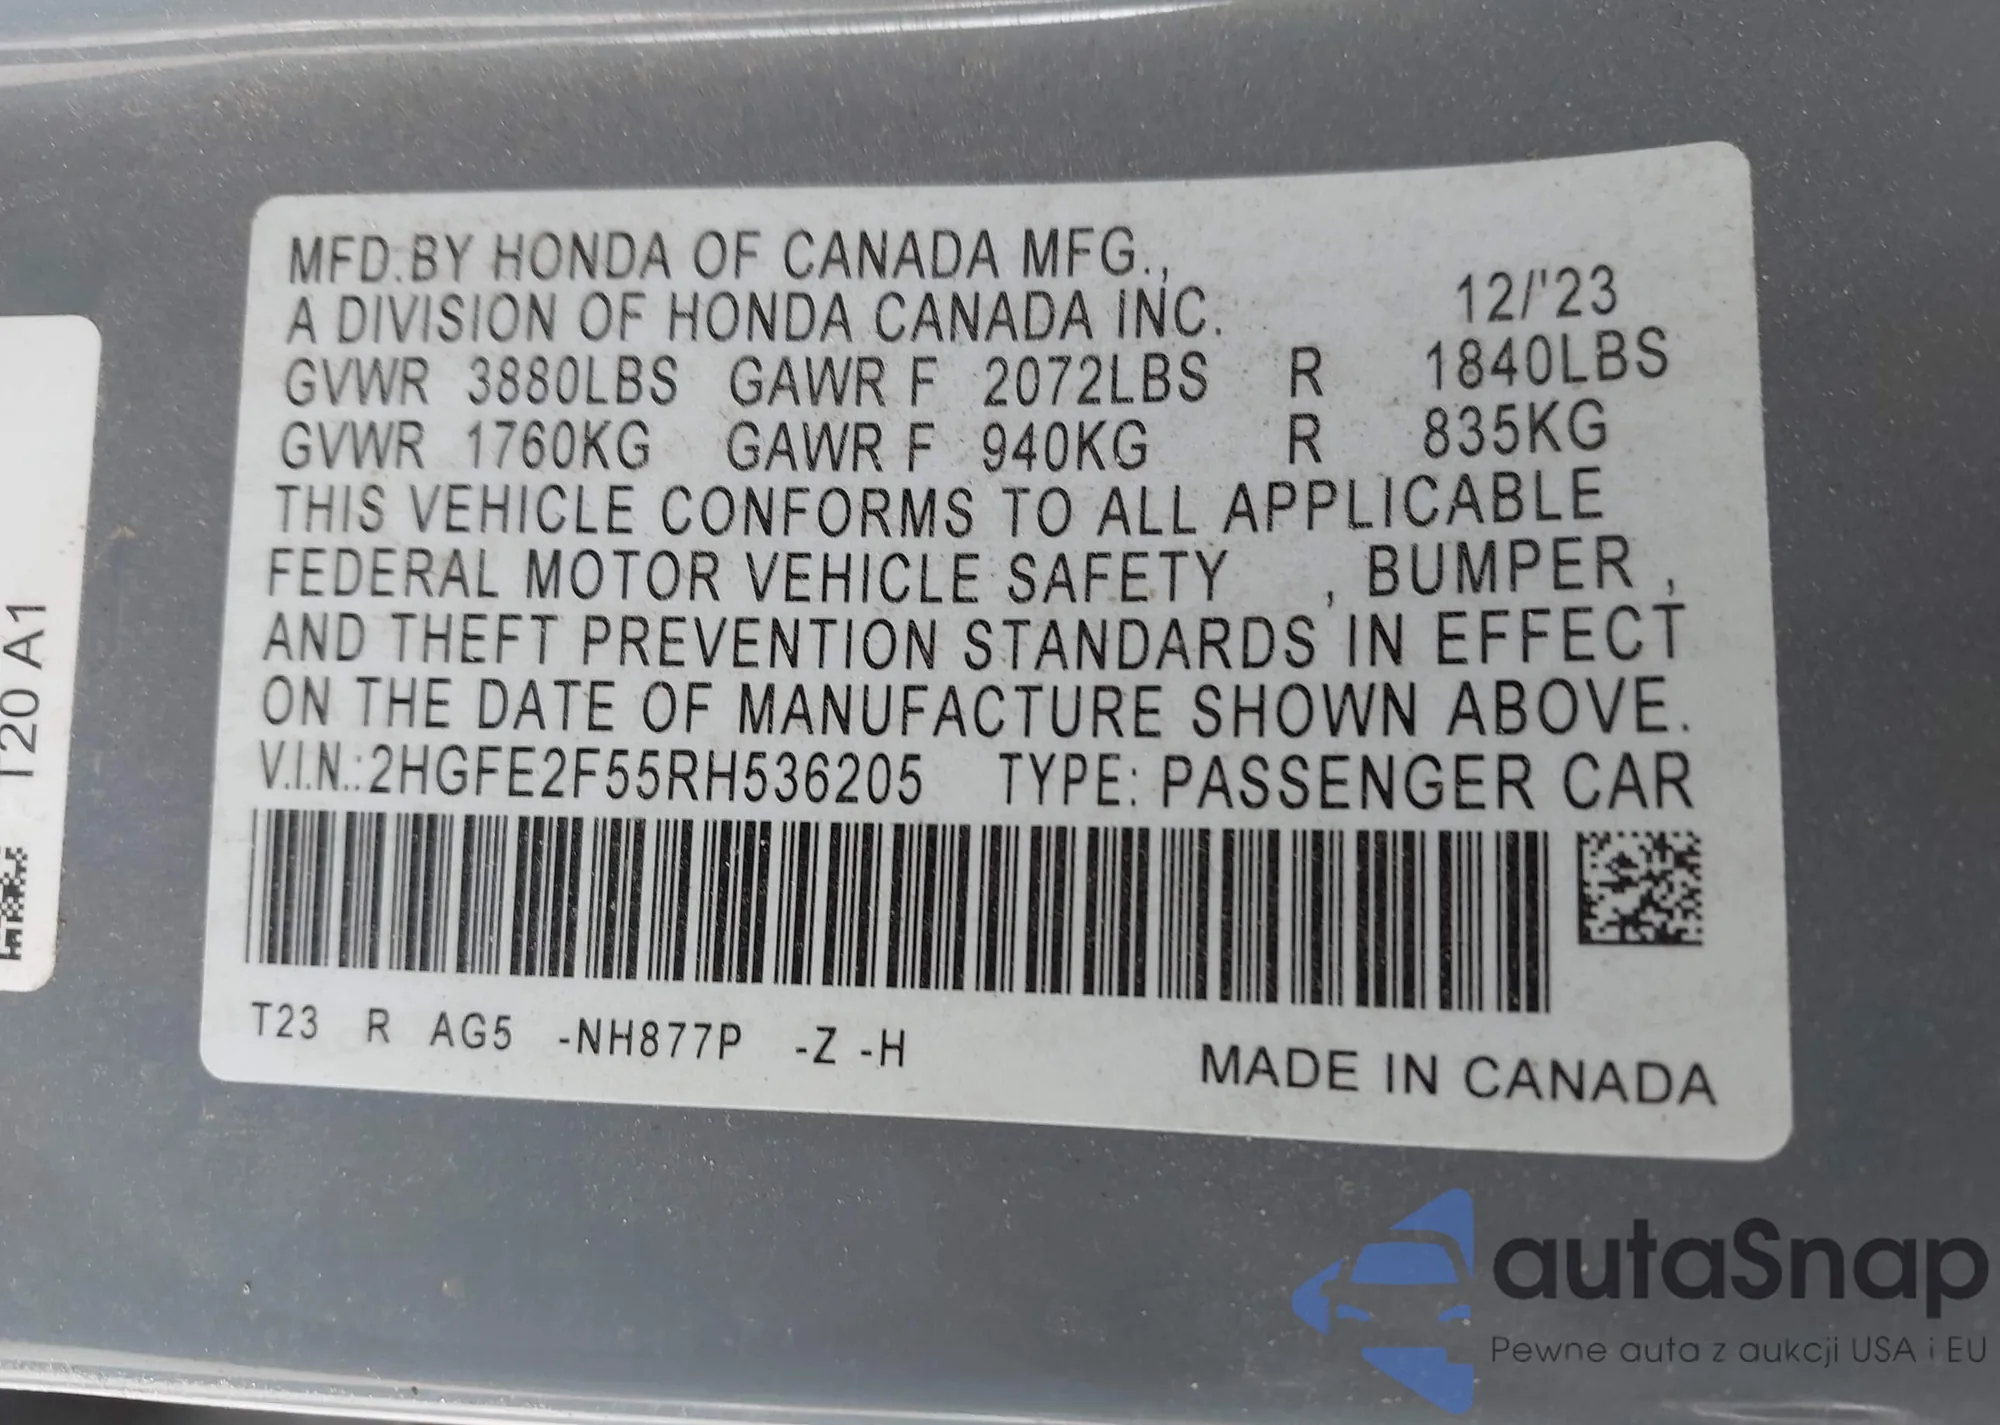 MFD.BY HONDA OF CANADA MFG.,
A DIVISION OF HONDA CANADA INC. 12/'23
GVWR 3880LBS GAWR F 2072LBS R 1840LBS
GVWR 1760KG GAWR F 940KG R 835KG
THIS VEHICLE CONFORMS TO ALL APPLICABLE
FEDERAL MOTOR VEHICLE SAFETY , BUMPER ,
AND THEFT PREVENTION STANDARDS IN EFFECT
ON THE DATE OF MANUFACTURE SHOWN ABOVE.
V.I.N.:2HGFE2F55RH536205 TYPE: PASSENGER CAR
T23 R AG5 -NH877P -Z -H
MADE IN CANADA
T20 A1
autaSnap
Pewne auta z aukcji USA i EU